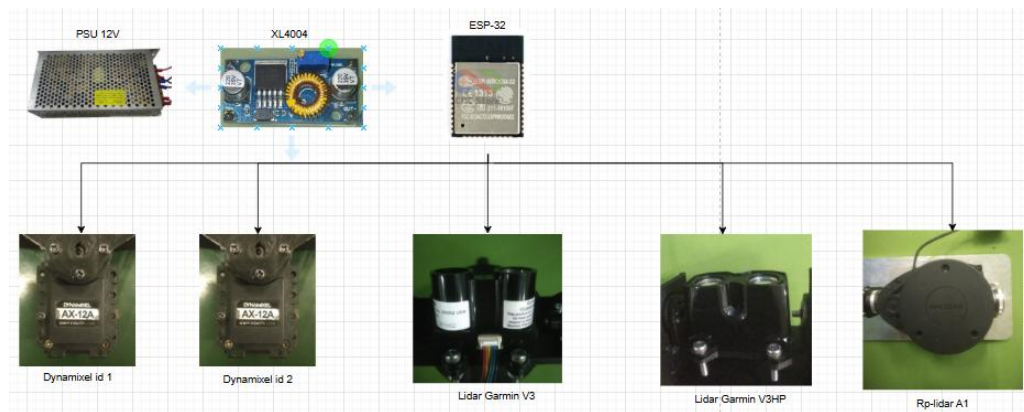 PSU 12V
XL4004
ESP-32
DYNAMIXEL
AX-12A
DYNAMIXEL
AX-12A
Dynamixel id 1
Dynamixel id 2
Lidar Garmin V3
Lidar Garmin V3HP
Rp-lidar A1